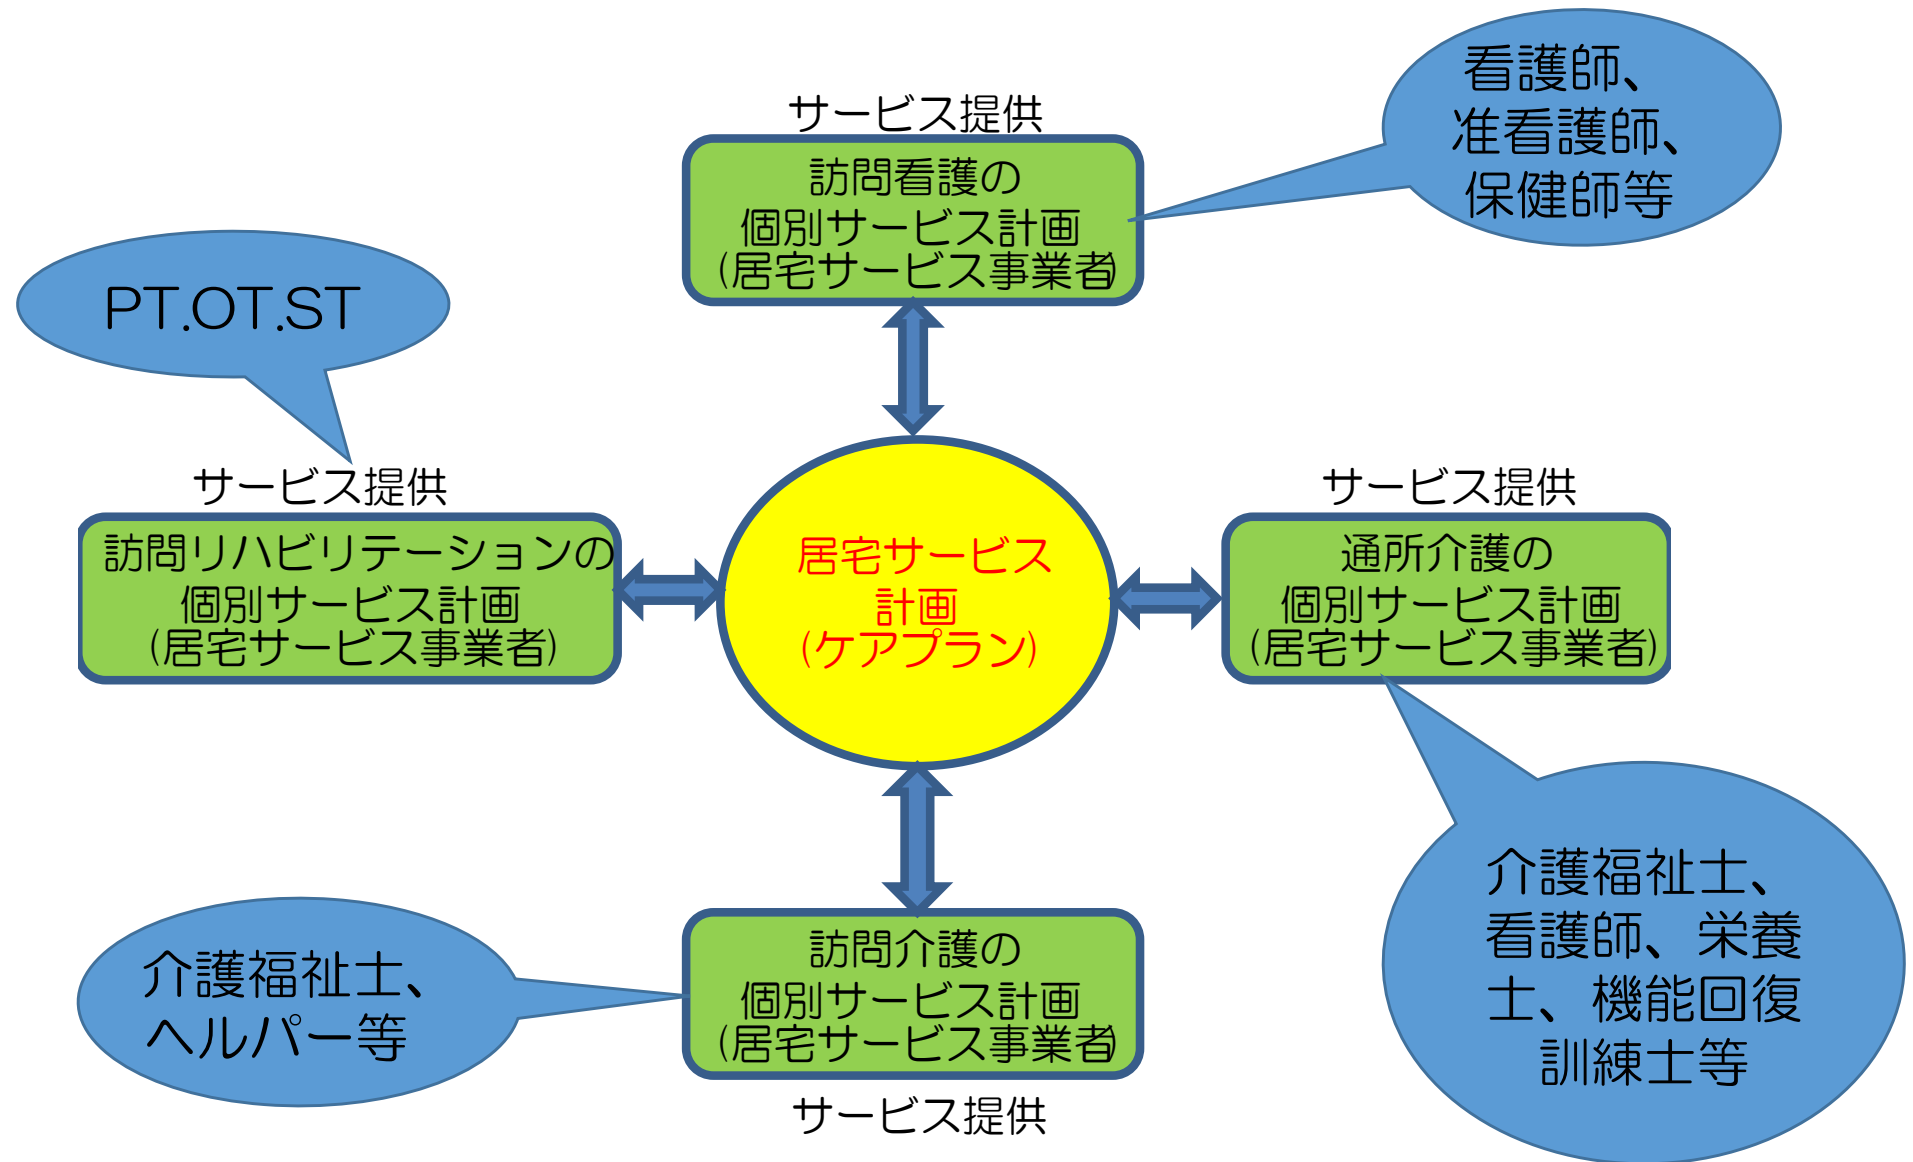 看護師、
准看護師、
保健師等
サービス提供
訪問看護の
個別サービス計画
(居宅サービス事業者)
PT.OT.ST
サービス提供
訪問リハビリテーションの
個別サービス計画
(居宅サービス事業者)
居宅サービス
計画
(ケアプラン)
サービス提供
通所介護の
個別サービス計画
(居宅サービス事業者)
介護福祉士、
ヘルパー等
訪問介護の
個別サービス計画
(居宅サービス事業者)
サービス提供
介護福祉士、
看護師、栄養
士、機能回復
訓練士等